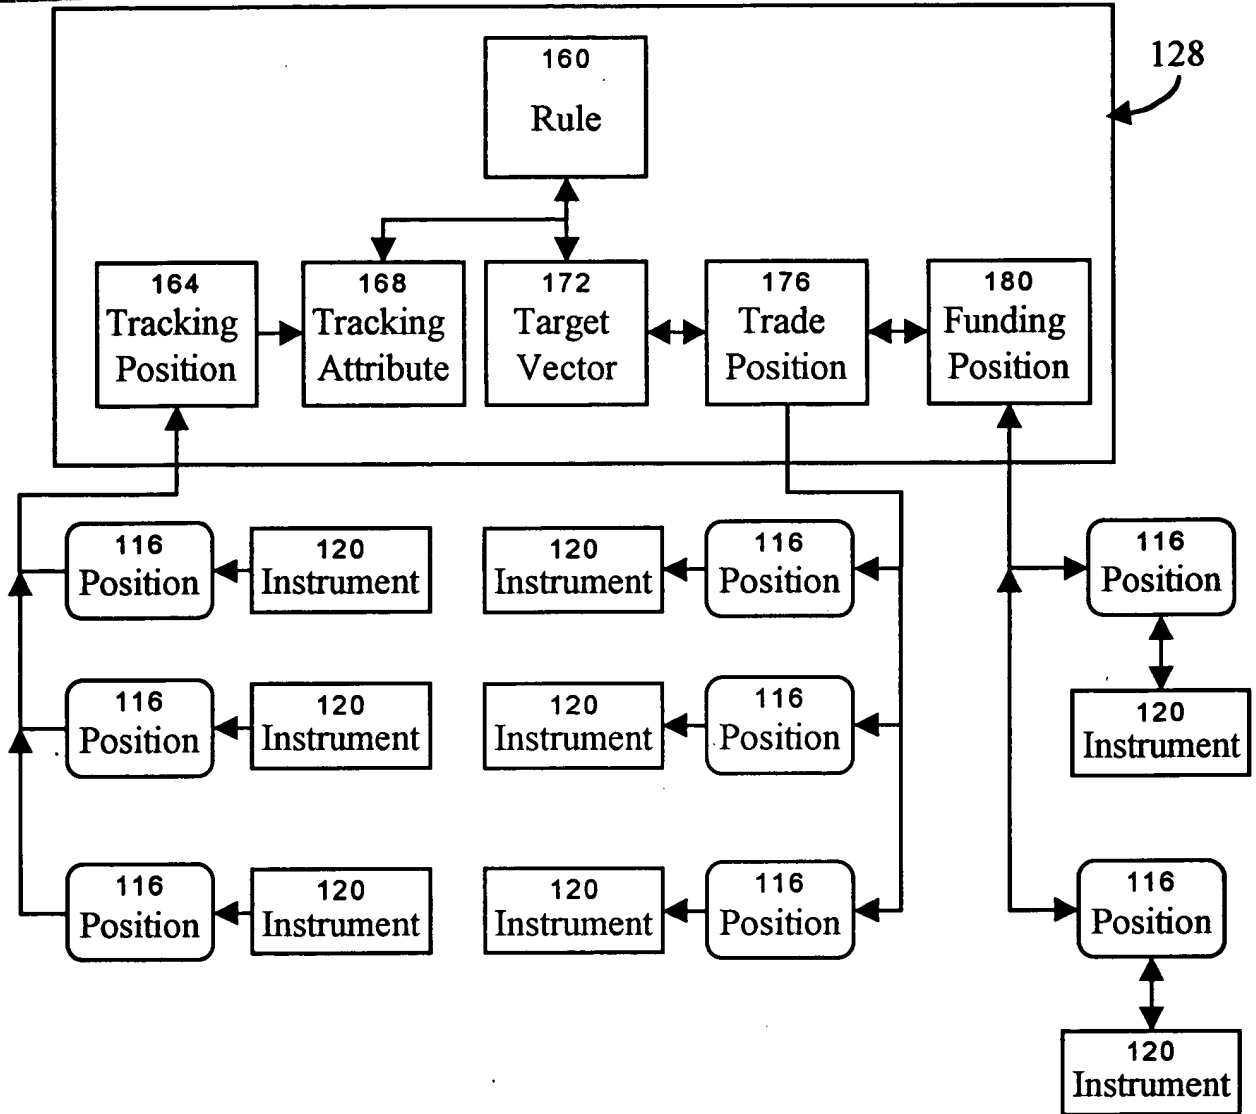 160
Rule
128
164
Tracking
Position
168
Tracking
Attribute
172
Target
Vector
176
Trade
Position
180
Funding
Position
116
Position
120
Instrument
120
Instrument
116
Position
116
Position
120
Instrument
116
Position
120
Instrument
120
Instrument
116
Position
116
Position
120
Instrument
120
Instrument
116
Position
116
Position
120
Instrument
120
Instrument